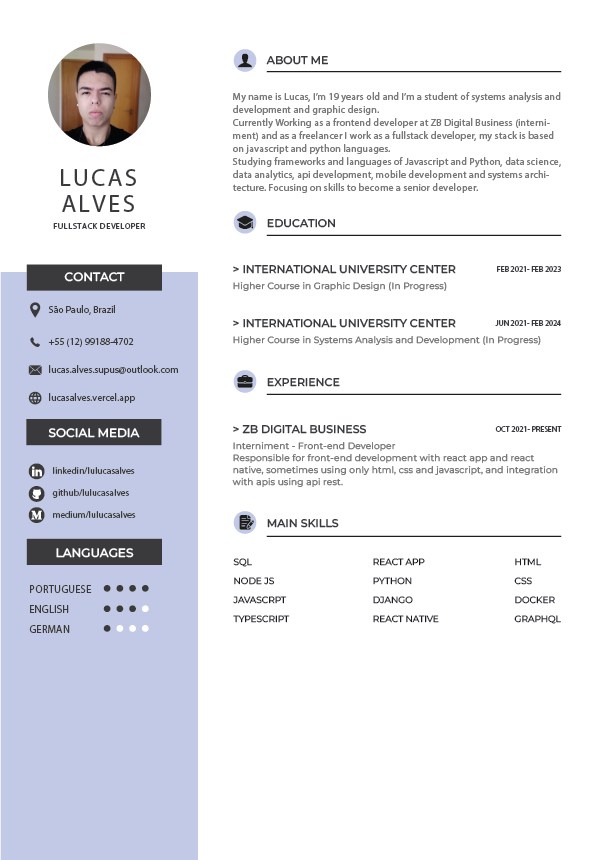 LUCAS
ALVES
FULLSTACK DEVELOPER
CONTACT
São Paulo, Brazil
+55 (12) 99188-4702
lucas.alves.supus@outlook.com
lucasalves.vercel.app
SOCIAL MEDIA
in linkedin/lulucasalves
github/lulucasalves
M medium/lulucasalves
LANGUAGES
PORTUGUESE
ENGLISH
GERMAN
ABOUT ME
My name is Lucas, I'm 19 years old and I'm a student of systems analysis and
development and graphic design.
Currently Working as a frontend developer at ZB Digital Business (interni-
ment) and as a freelancer I work as a fullstack developer, my stack is based
on javascript and python languages.
Studying frameworks and languages of Javascript and Python, data science,
data analytics, api development, mobile development and systems archi-
tecture. Focusing on skills to become a senior developer.
EDUCATION
> INTERNATIONAL UNIVERSITY CENTER FEB 2021- FEB 2023
Higher Course in Graphic Design (In Progress)
> INTERNATIONAL UNIVERSITY CENTER JUN 2021- FEB 2024
Higher Course in Systems Analysis and Development (In Progress)
EXPERIENCE
> ZB DIGITAL BUSINESS OCT 2021- PRESENT
Interniment - Front-end Developer
Responsible for front-end development with react app and react
native, sometimes using only html, css and javascript, and integration
with apis using api rest.
MAIN SKILLS
SQL REACT APP HTML
NODE JS PYTHON CSS
JAVASCRPT DJANGO DOCKER
TYPESCRIPT REACT NATIVE GRAPHQL